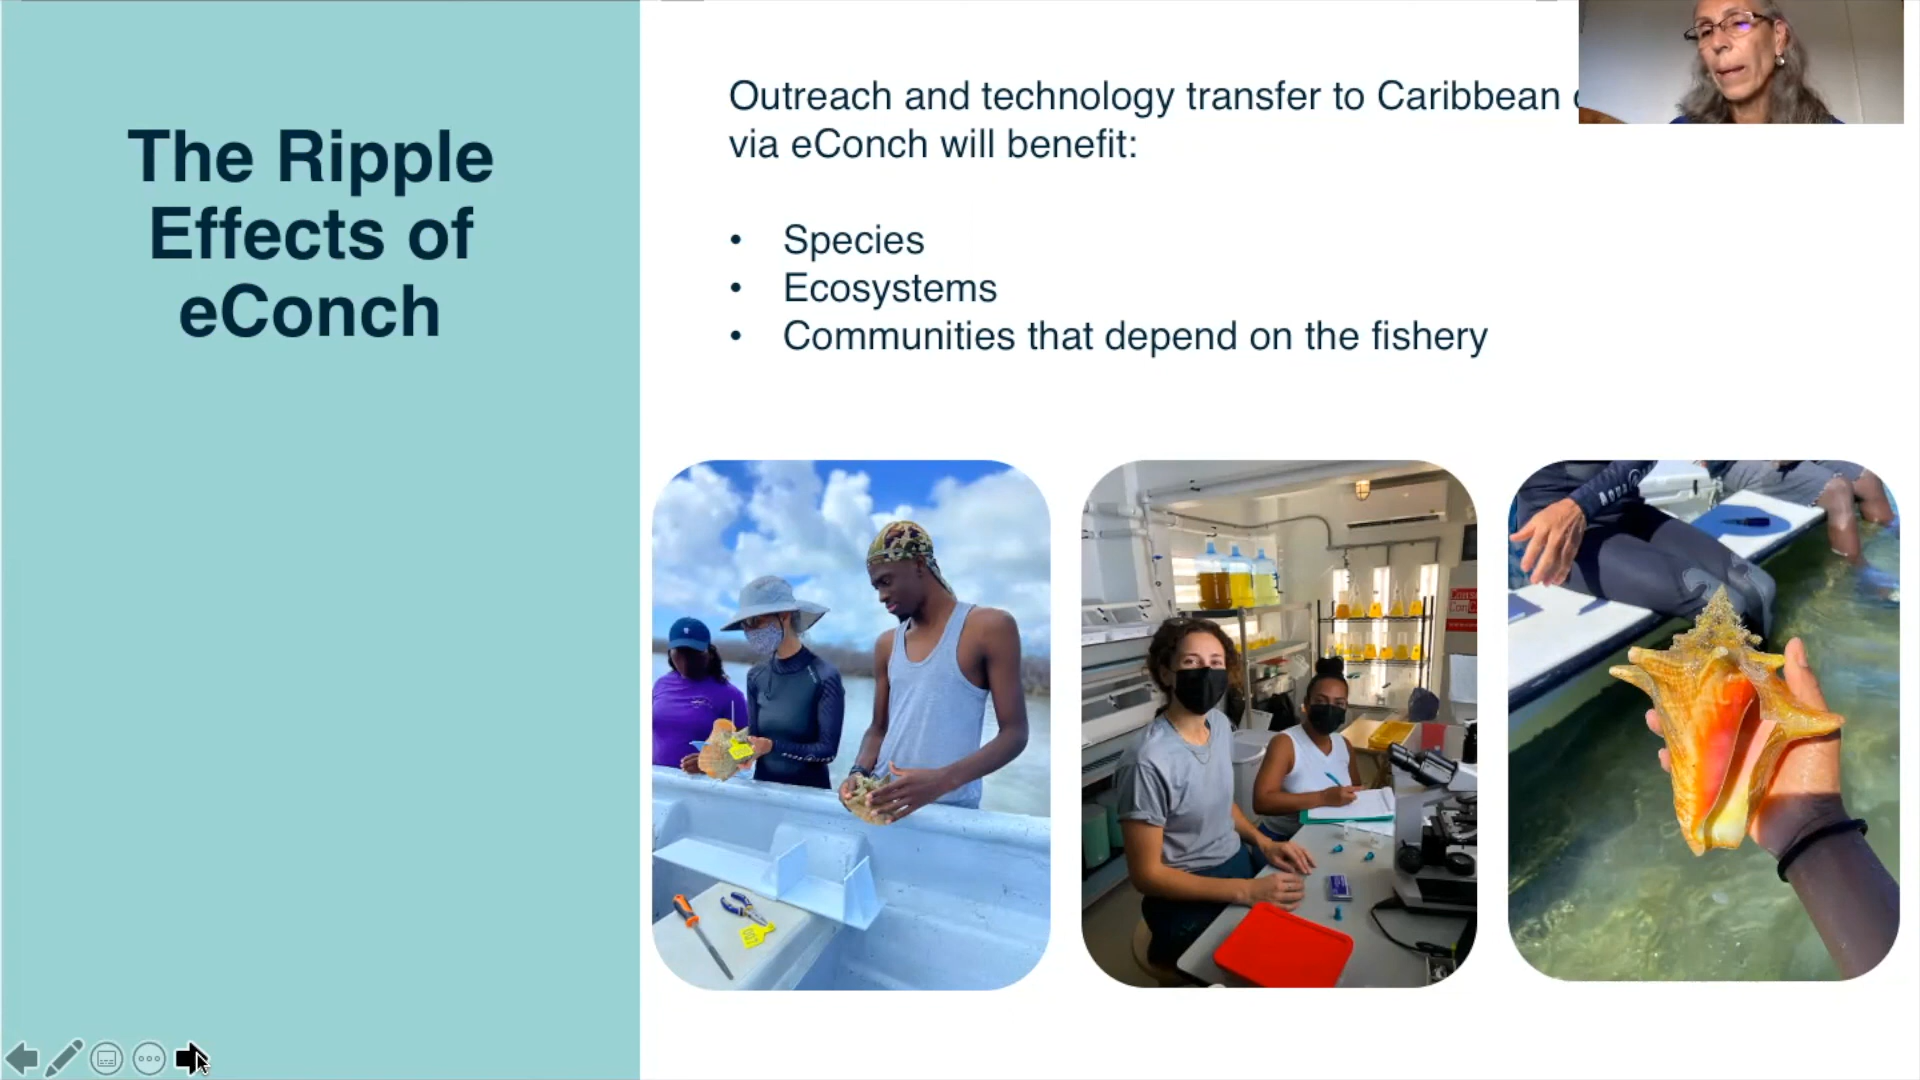 The Ripple
Effects of
eConch
Outreach and technology transfer to Caribbean
via eConch will benefit:
• Species
• Ecosystems
• Communities that depend on the fishery
007